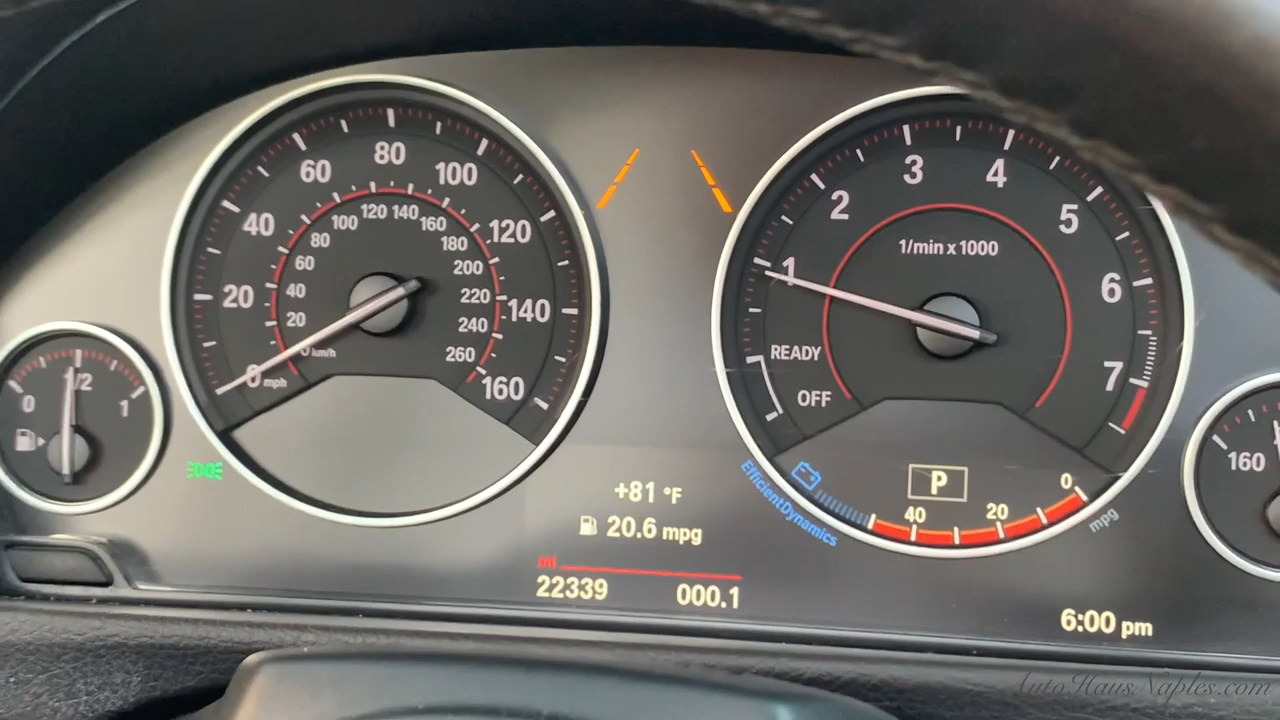 0 1/2 1
0 20 40 60 80 100 120 140 160
mph
0 20 40 60 80 100 120 140 160 180 200 220 240 260
km/h
1 2 3 4 5 6 7
1/min x 1000
READY
OFF
160
+81 °F
20.6 mpg
mi
22339 000.1
EfficientDynamics
P
40 20 0
mpg
6:00 pm
AutoHausNaples.com